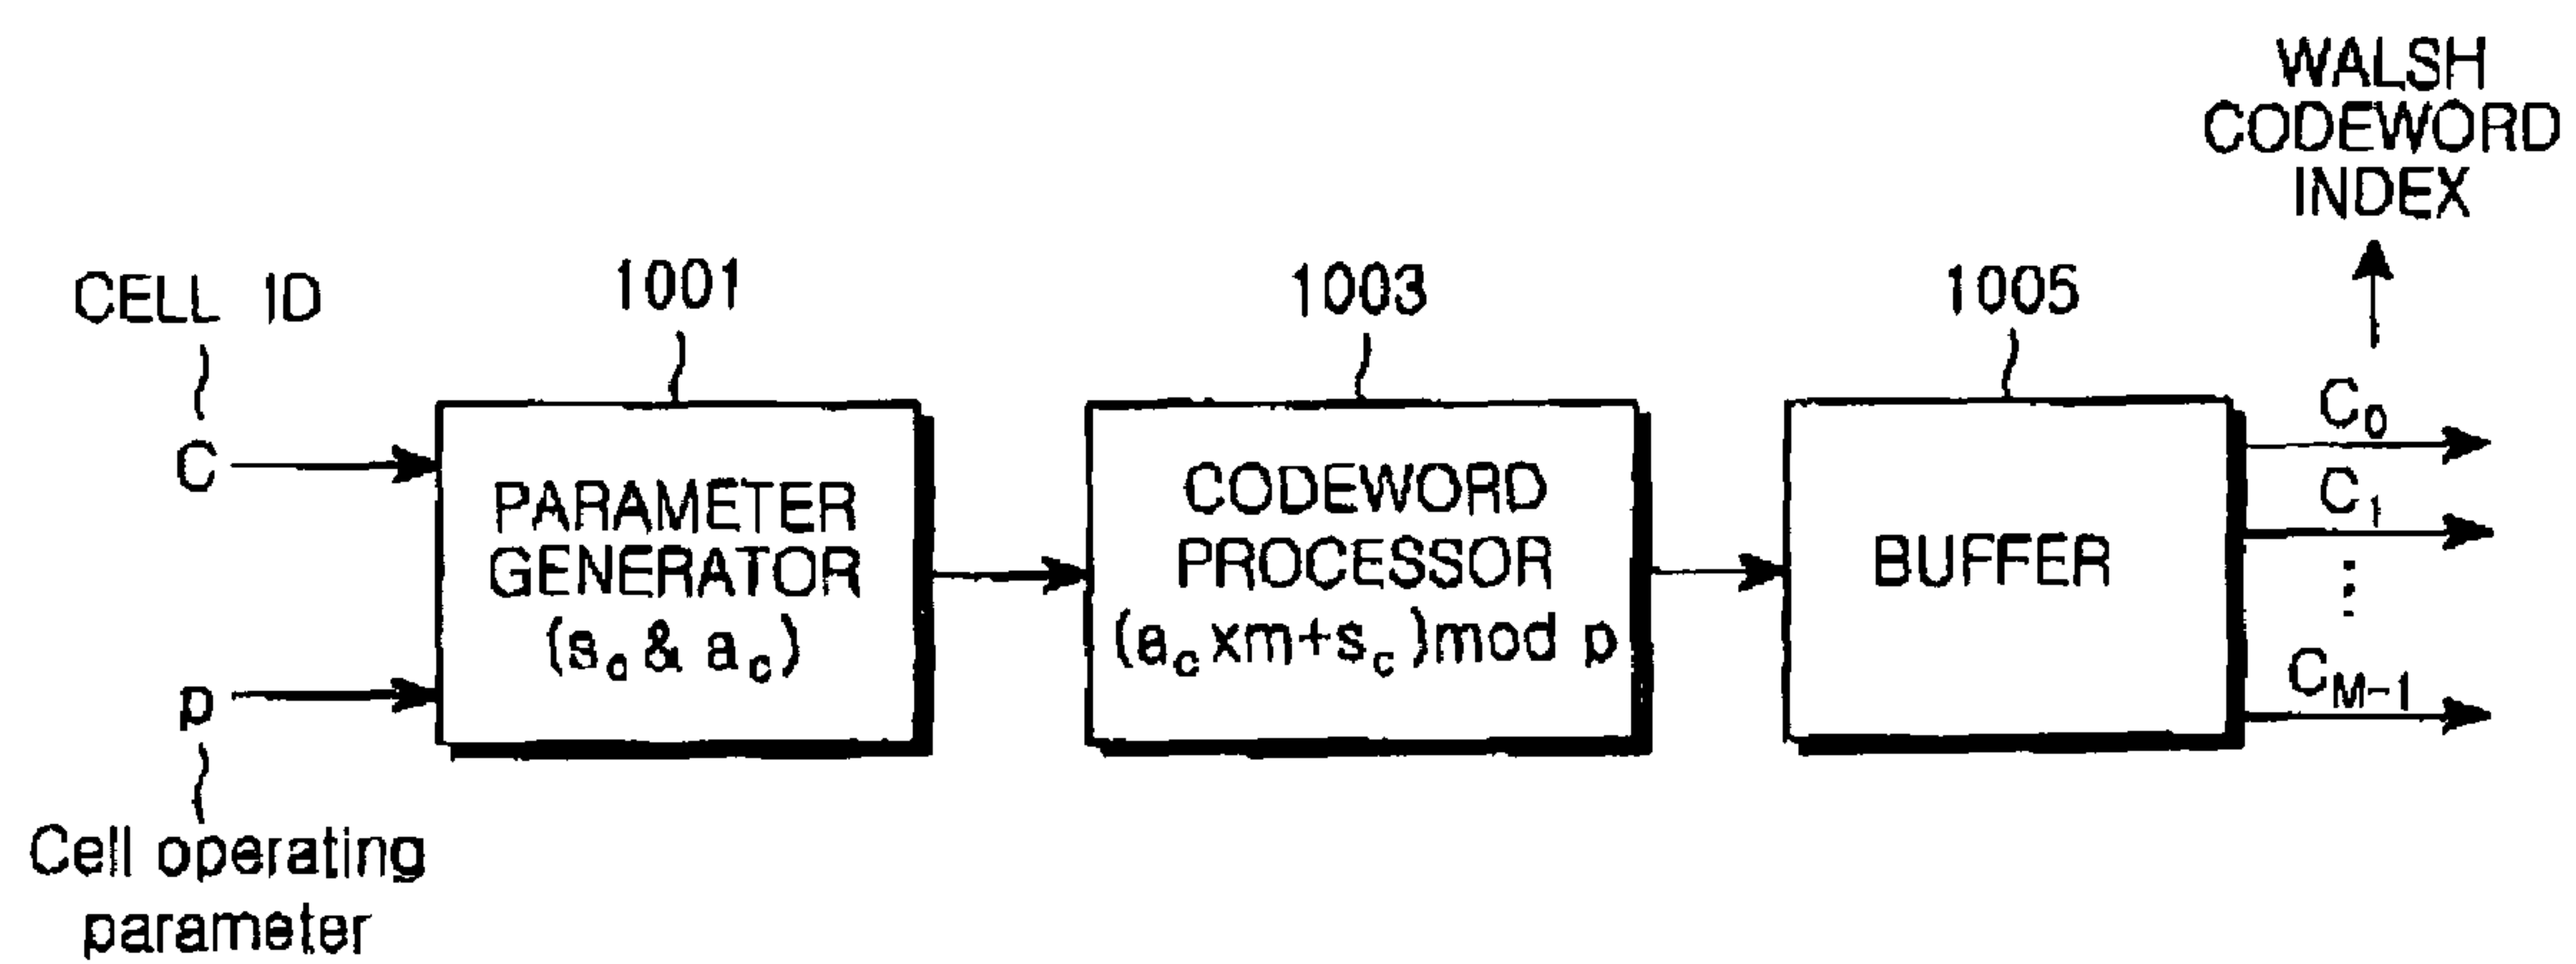 WALSH
CODEWORD
INDEX
CELL ID
1001
1003
1005
C
p
PARAMETER
GENERATOR
(s_c & a_c)
CODEWORD
PROCESSOR
(a_c xm+s_c)mod p
BUFFER
C_0
C_1
⋮
C_{M-1}
Cell operating
parameter